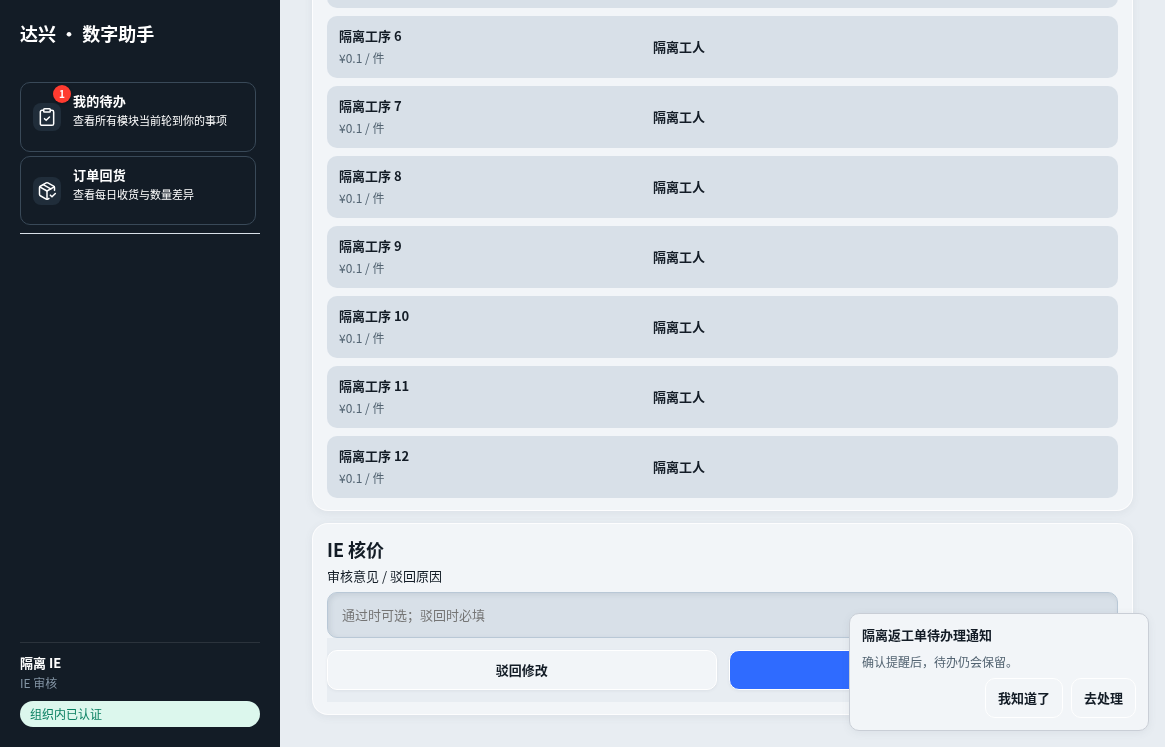 达兴 · 数字助手
1
我的待办
查看所有模块当前轮到你的事项
订单回货
查看每日收货与数量差异
隔离 IE
IE 审核
组织内已认证
隔离工序 6
¥0.1 / 件
隔离工人
隔离工序 7
¥0.1 / 件
隔离工人
隔离工序 8
¥0.1 / 件
隔离工人
隔离工序 9
¥0.1 / 件
隔离工人
隔离工序 10
¥0.1 / 件
隔离工人
隔离工序 11
¥0.1 / 件
隔离工人
隔离工序 12
¥0.1 / 件
隔离工人
IE 核价
审核意见 / 驳回原因
通过时可选；驳回时必填
驳回修改
隔离返工单待办理通知
确认提醒后，待办仍会保留。
我知道了
去处理